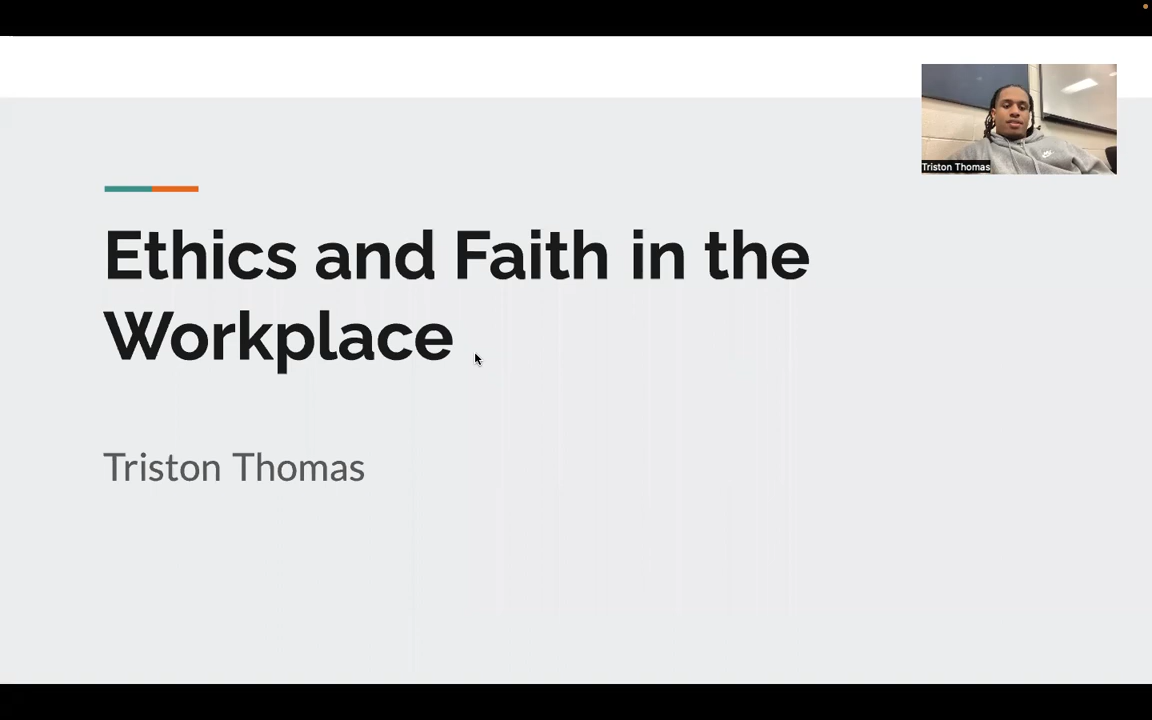 Triston Thomas
Ethics and Faith in the
Workplace
Triston Thomas